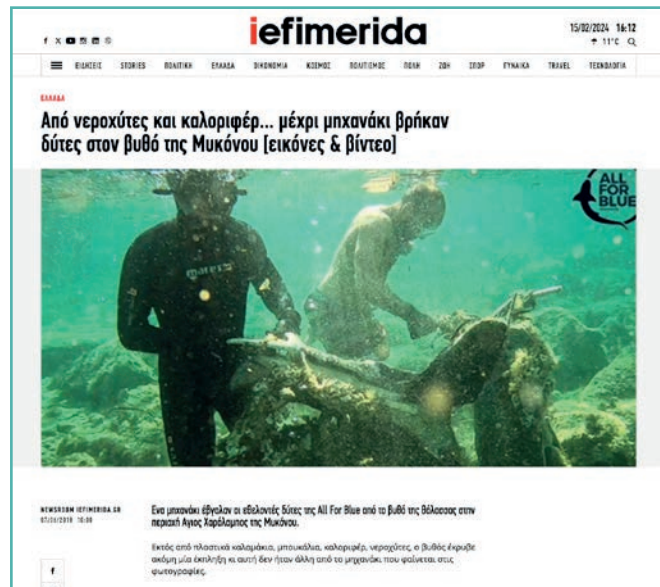 iefimerida
15/02/2024 16:12
11°C
ΕΙΔΗΣΕΙΣ STORIES ΠΟΛΙΤΙΚΗ ΕΛΛΑΔΑ ΟΙΚΟΝΟΜΙΑ ΚΟΣΜΟΣ ΠΟΛΙΤΙΣΜΟΣ ΠΟΛΗ ΖΩΗ ΣΠΟΡ ΓΥΝΑΙΚΑ TRAVEL ΤΕΧΝΟΛΟΓΙΑ
ΕΛΛΑΔΑ
Από νεροχύτες και καλοριφέρ... μέχρι μηχανάκι βρήκαν
δύτες στον βυθό της Μυκόνου [εικόνες & βίντεο]
ALL
FOR
BLUE
mares
NEWSROOM IEFIMERIDA.GR
10:00
Ενα μηχανάκι έβγαλαν οι εθελοντές δύτες της All For Blue από το βυθό της θάλασσας στην
περιοχή Αγιος Χαράλαμπος της Μυκόνου.
Εκτός από πλαστικά καλαμάκια, μπουκάλια, καλοριφέρ, νεροχύτες, ο βυθός έκρυβε
ακόμη μία έκπληξη κι αυτή δεν ήταν άλλη από το μηχανάκι που φαίνεται στις
φωτογραφίες.